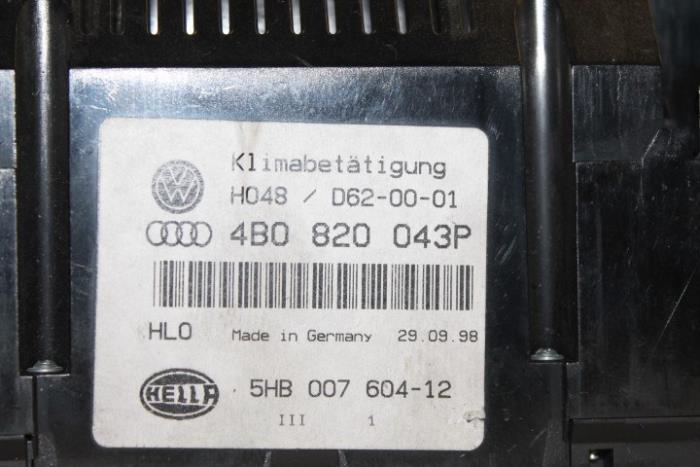 Klimabetätigung
H048 / D62-00-01
4B0 820 043P
HLO Made in Germany 29.09.98
HELLA 5HB 007 604-12
III 1